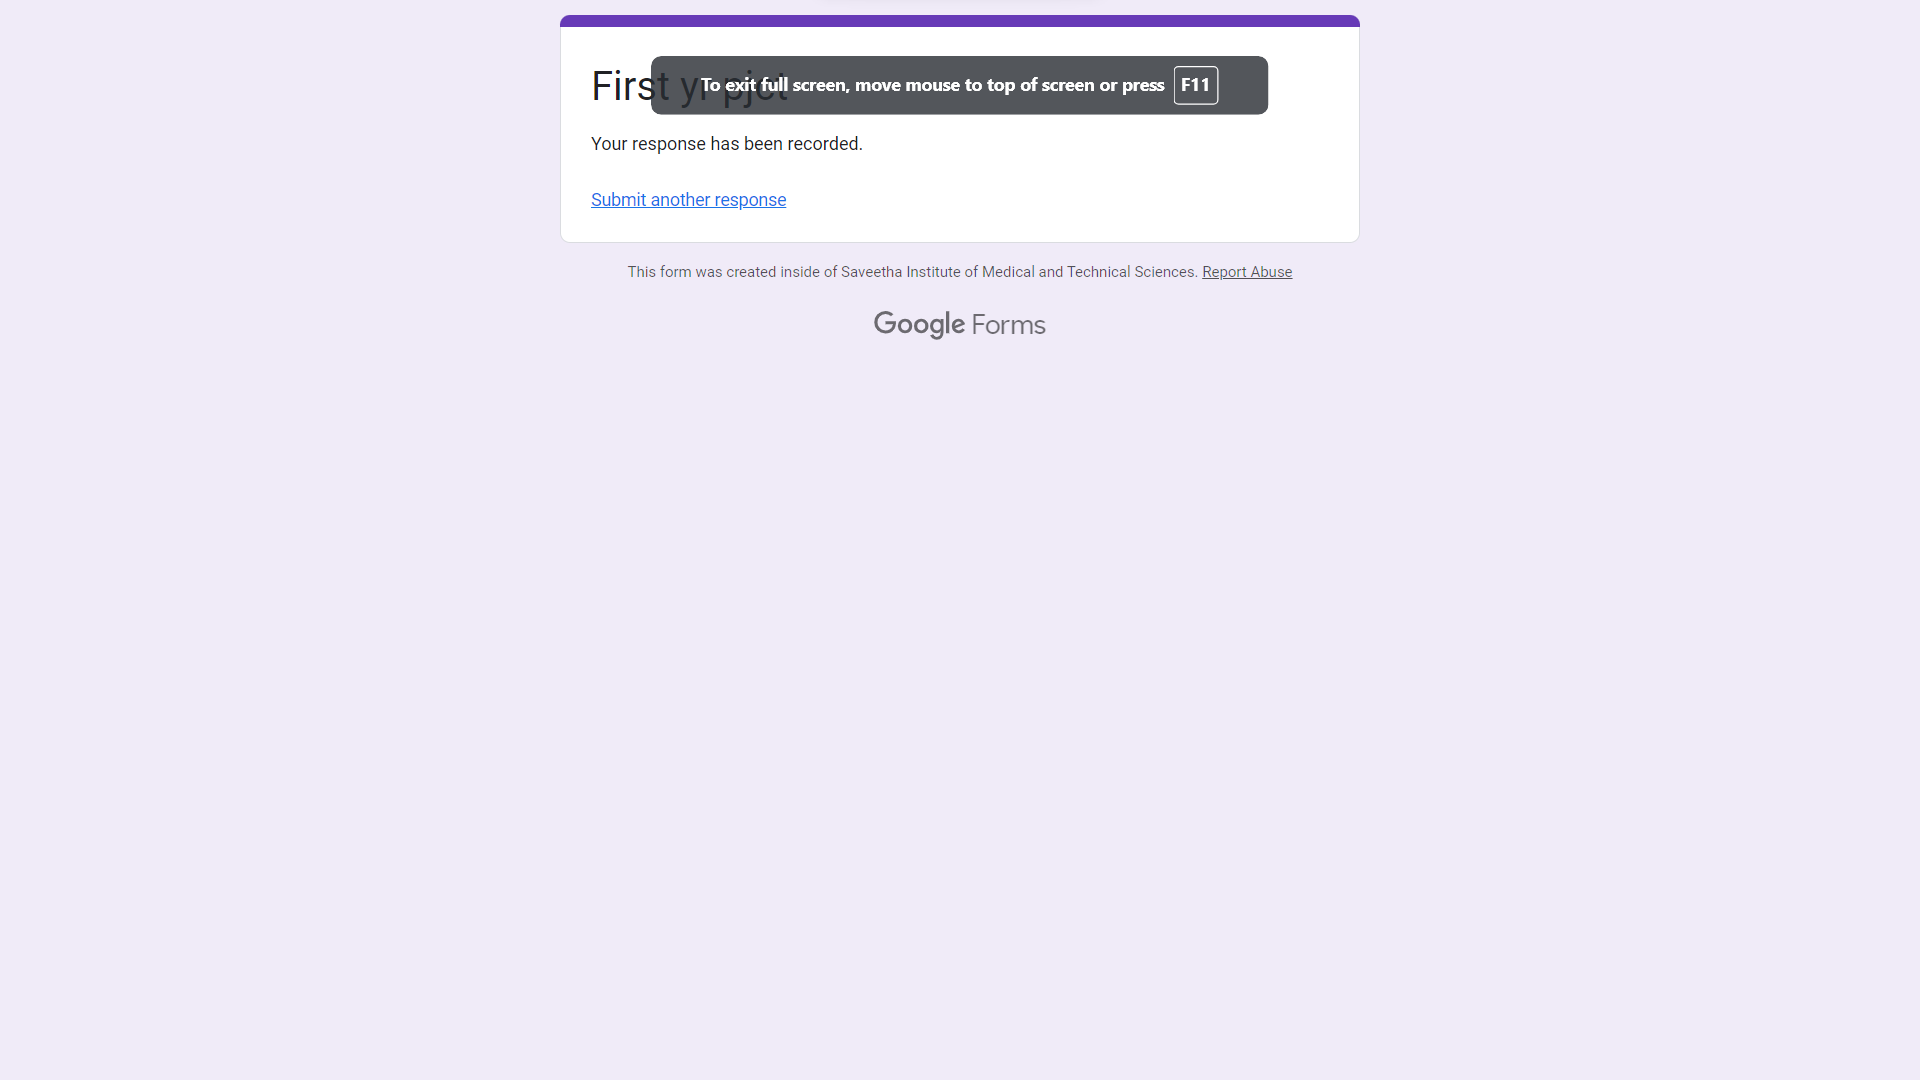 First yr pjct
To exit full screen, move mouse to top of screen or press F11
Your response has been recorded.
Submit another response
This form was created inside of Saveetha Institute of Medical and Technical Sciences. Report Abuse
Google Forms